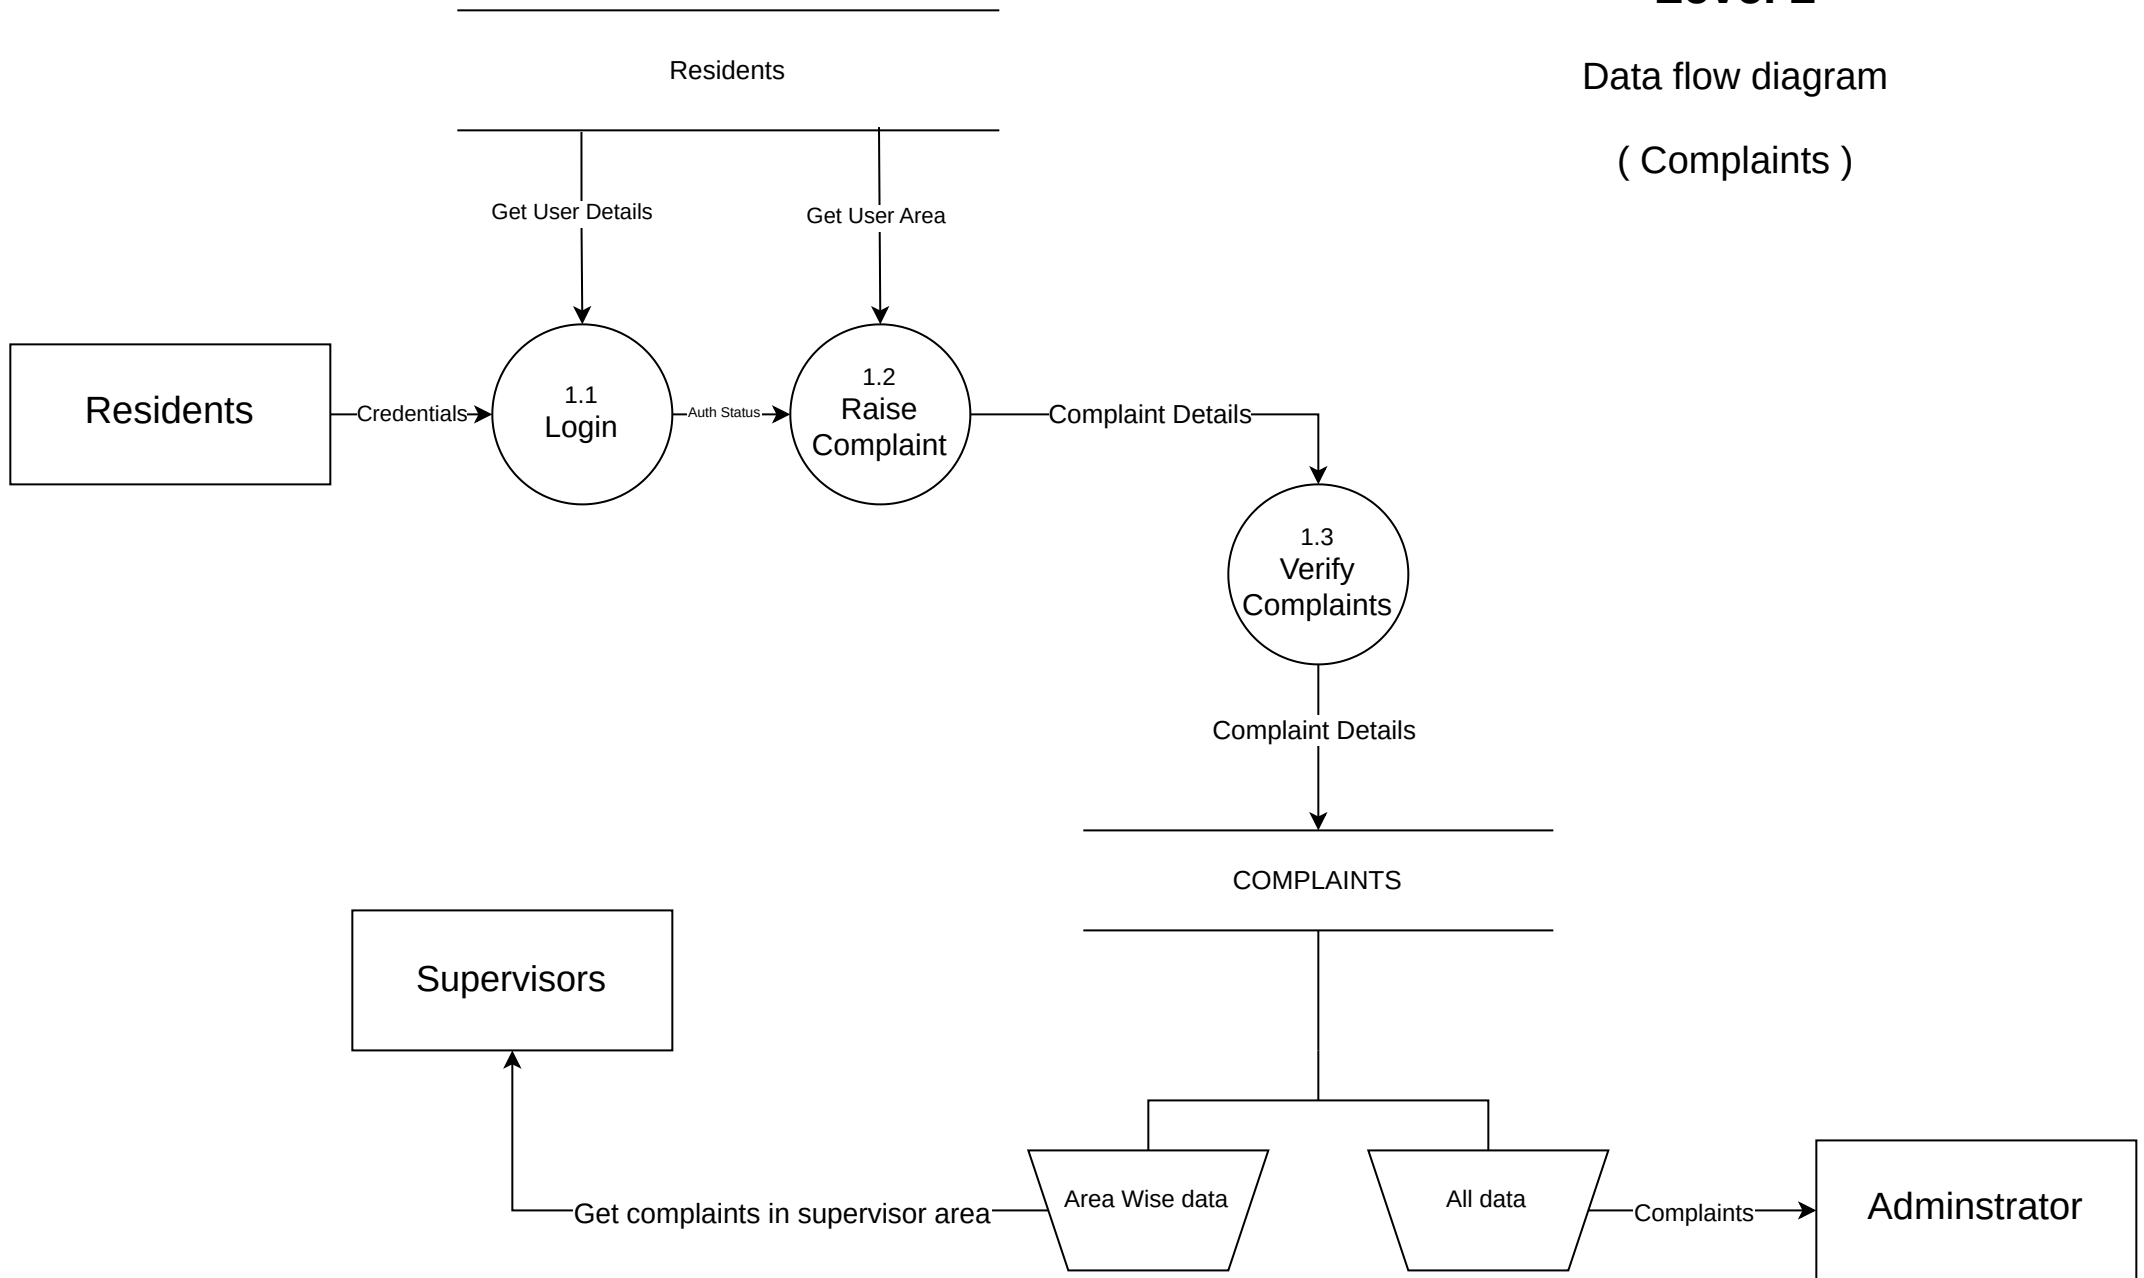 Residents
Data flow diagram
( Complaints )
Get User Details
Get User Area
Residents
Credentials
1.1
Login
Auth Status
1.2
Raise
Complaint
Complaint Details
1.3
Verify
Complaints
Complaint Details
COMPLAINTS
Supervisors
Area Wise data
All data
Get complaints in supervisor area
Complaints
Adminstrator